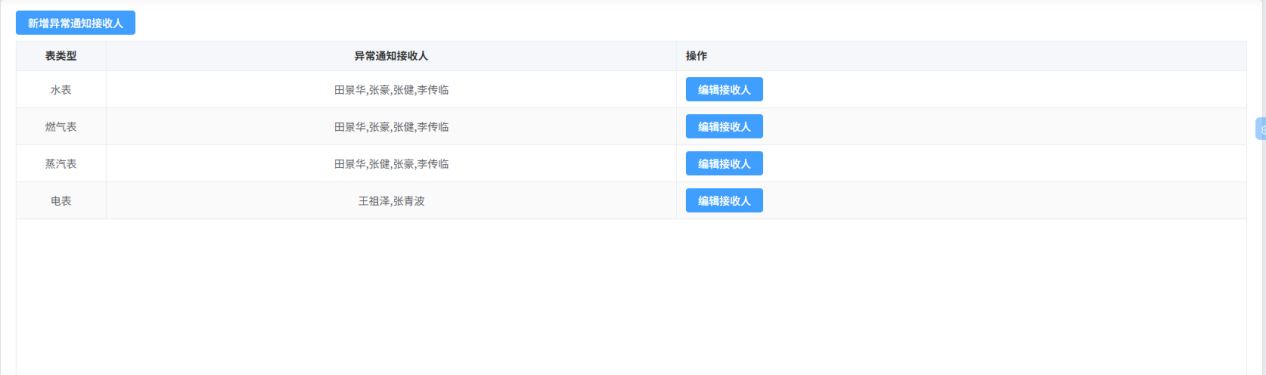 新增异常通知接收人
表类型 异常通知接收人 操作
水表 田景华,张豪,张健,李传临 编辑接收人
燃气表 田景华,张豪,张健,李传临 编辑接收人
蒸汽表 田景华,张健,张豪,李传临 编辑接收人
电表 王祖泽,张青波 编辑接收人